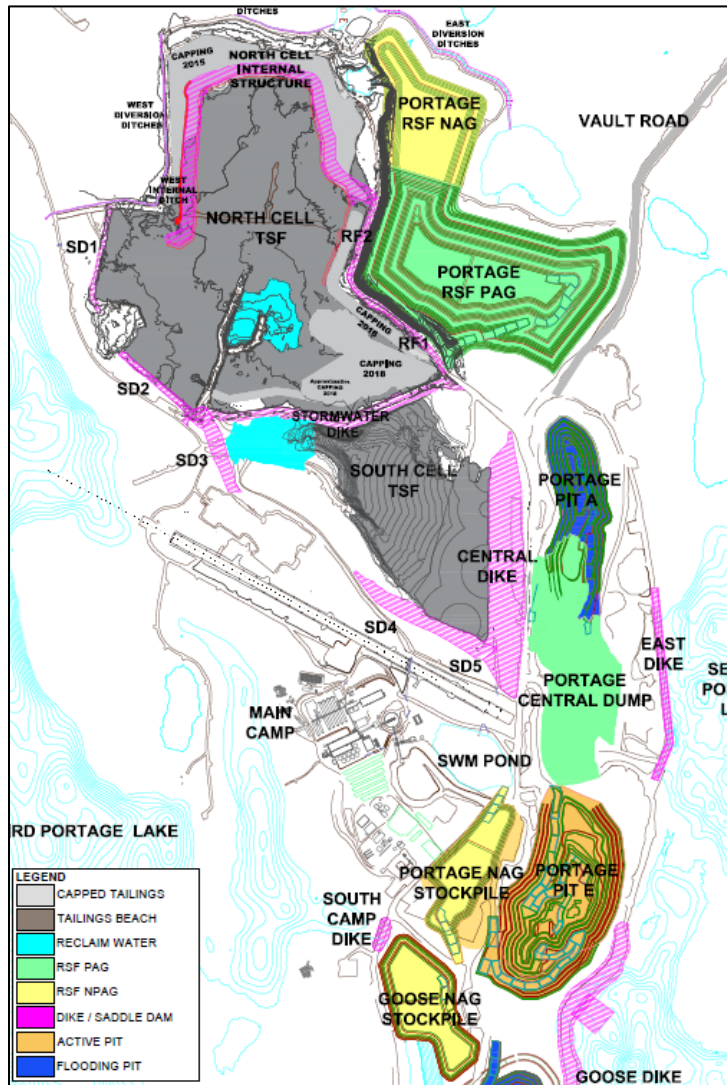 DITCHES
EAST
DIVERSION
DITCHES
CAPPING
2015
NORTH CELL
INTERNAL
STRUCTURE
WEST
DIVERSION
DITCHES
PORTAGE
RSF NAG
VAULT ROAD
WEST
INTERNAL
DITCH
NORTH CELL
TSF
SD1
RF2
PORTAGE
RSF PAG
CAPPING
2016
RF1
CAPPING
2018
SD2
STORMWATER
DIKE
SD3
SOUTH CELL
TSF
PORTAGE
PIT A
CENTRAL
DIKE
SD4
SD5
EAST
DIKE
SE
PO
L
PORTAGE
CENTRAL DUMP
MAIN
CAMP
SWM POND
RD PORTAGE LAKE
PORTAGE NAG
STOCKPILE
PORTAGE
PIT E
SOUTH
CAMP
DIKE
GOOSE NAG
STOCKPILE
GOOSE DIKE
LEGEND
CAPPED TAILINGS
TAILINGS BEACH
RECLAIM WATER
RSF PAG
RSF NPAG
DIKE / SADDLE DAM
ACTIVE PIT
FLOODING PIT